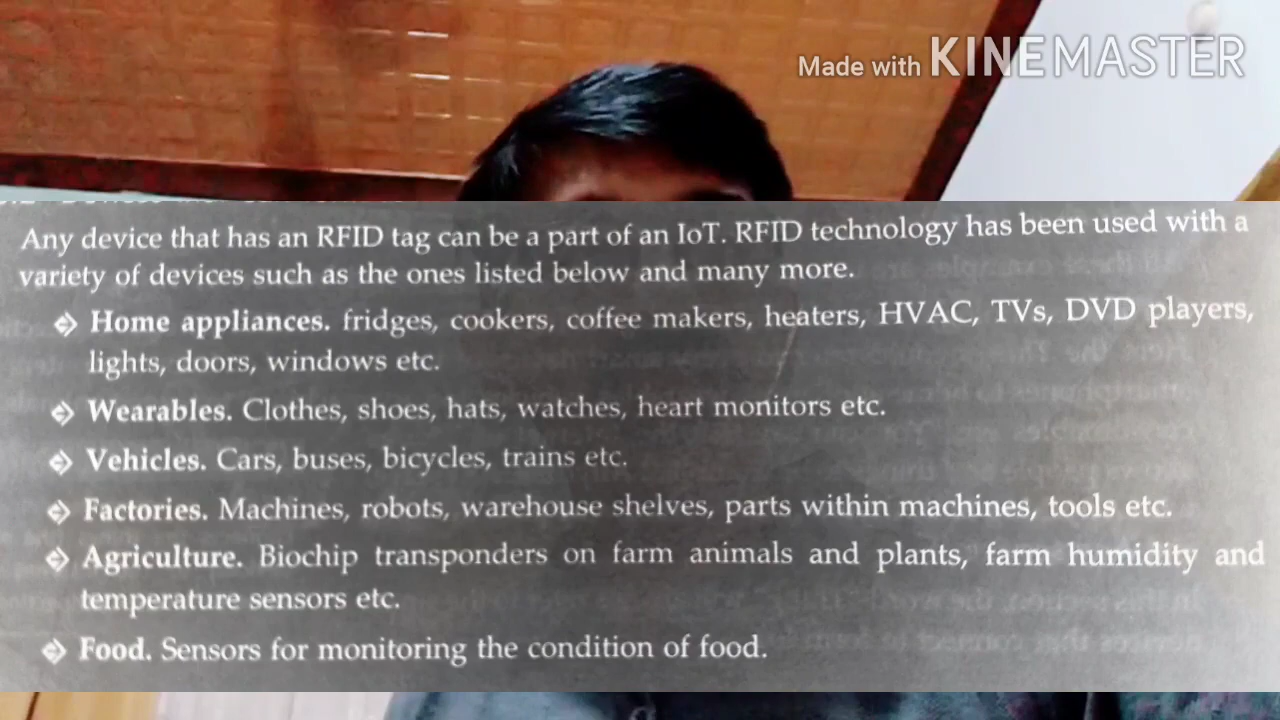 Made with KINEMASTER
Any device that has an RFID tag can be a part of an IoT. RFID technology has been used with a
variety of devices such as the ones listed below and many more.
Home appliances. fridges, cookers, coffee makers, heaters, HVAC, TVs, DVD players,
lights, doors, windows etc.
Wearables. Clothes, shoes, hats, watches, heart monitors etc.
Vehicles. Cars, buses, bicycles, trains etc.
Factories. Machines, robots, warehouse shelves, parts within machines, tools etc.
Agriculture. Biochip transponders on farm animals and plants, farm humidity and
temperature sensors etc.
Food. Sensors for monitoring the condition of food.